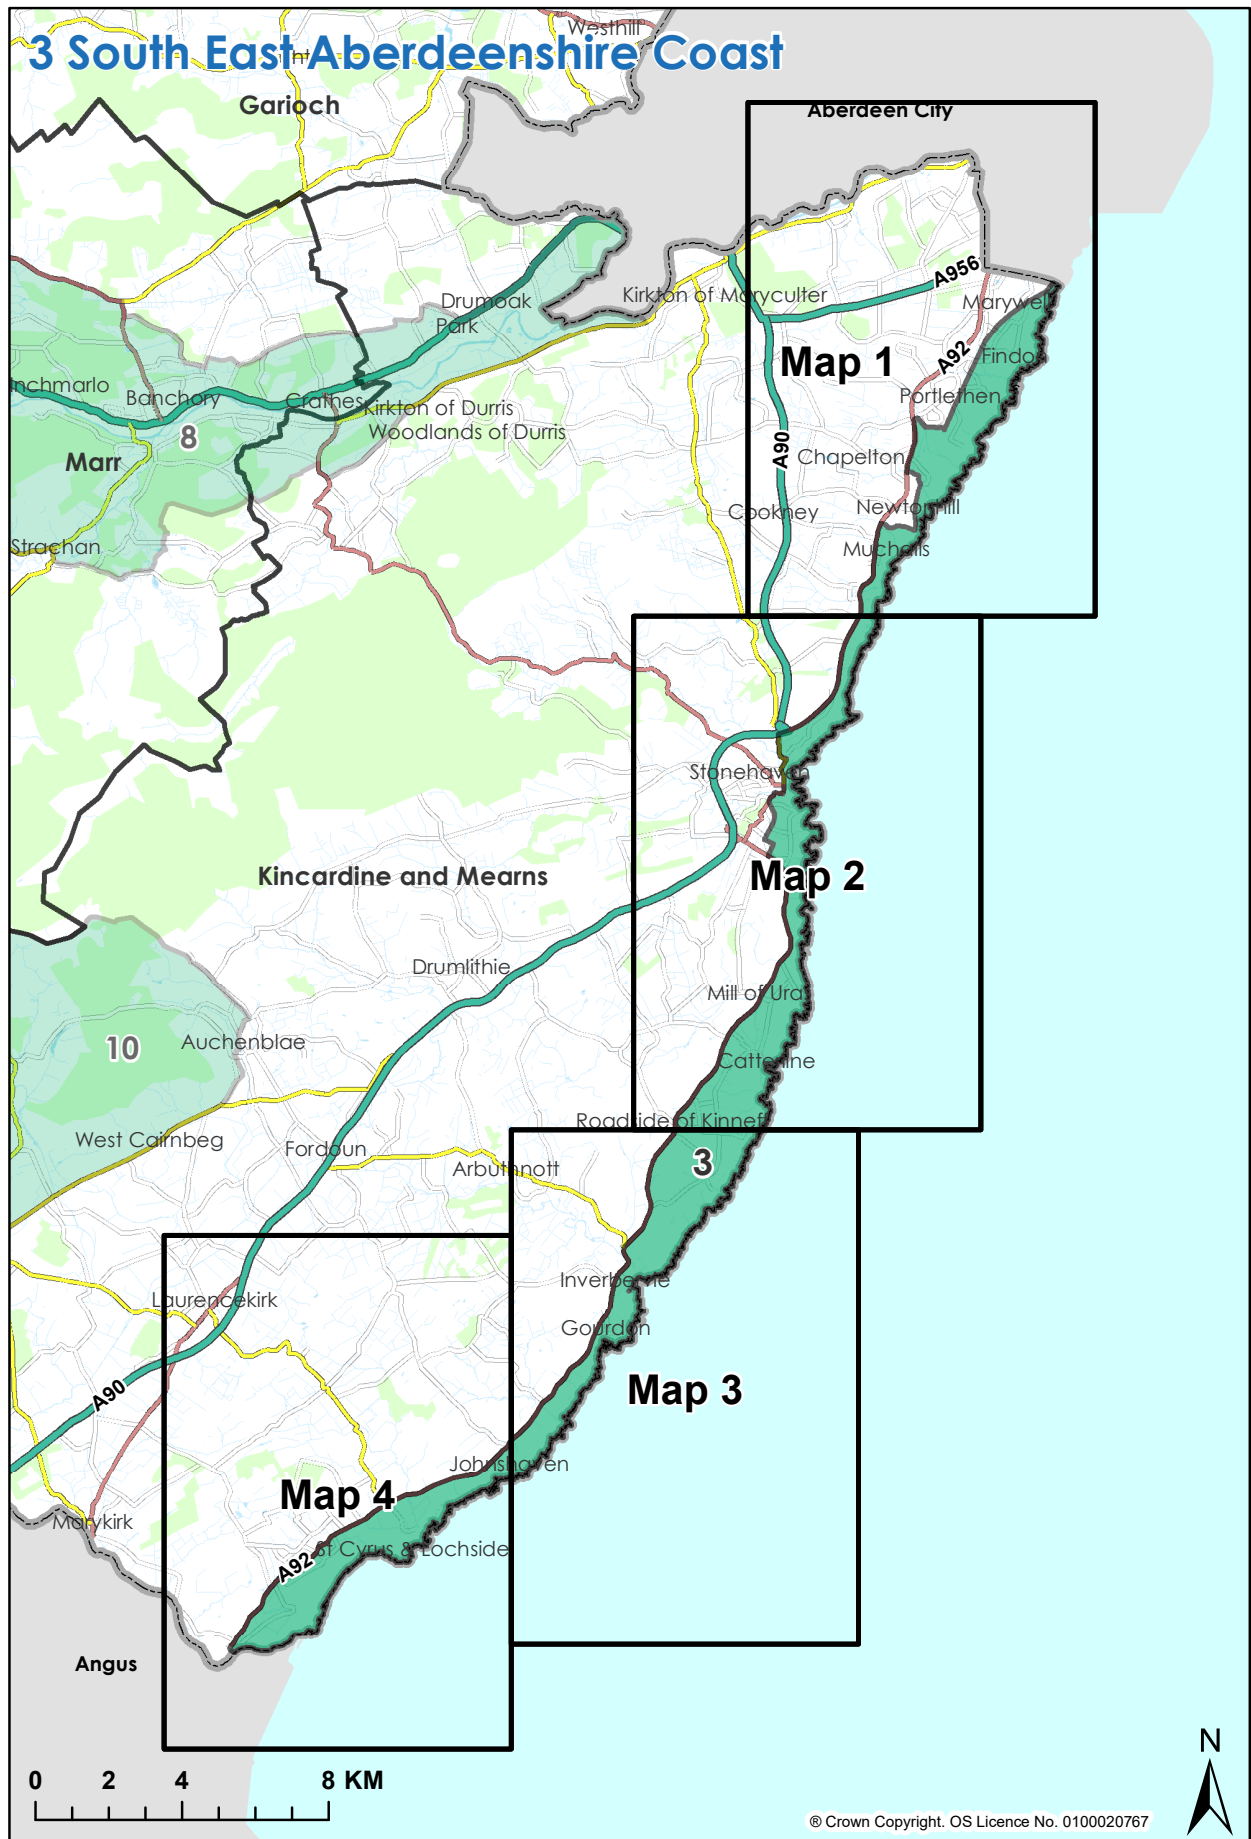 Westhill
3 South East Aberdeenshire Coast
Garioch
Aberdeen City
A956
Kirkton of Maryculter
Marywell
Drumoak
Park
Map 1
A92
Findon
Inchmarlo
Banchory
Crathes
Kirkton of Durris
Portlethen
8
Woodlands of Durris
Marr
A90
Chapelton
Cookney
Newtonhill
Strachan
Muchalls
Stonehaven
Kincardine and Mearns
Map 2
Drumlithie
Mill of Uras
10
Auchenblae
Catterline
Roadside of Kinneff
West Cairnbeg
Fordoun
Arbuthnott
3
Inverbervie
Laurencekirk
Gourdon
A90
Map 3
Johnshaven
Map 4
Marykirk
St Cyrus & Lochside
A92
Angus
N
0 2 4 8 KM
® Crown Copyright. OS Licence No. 0100020767